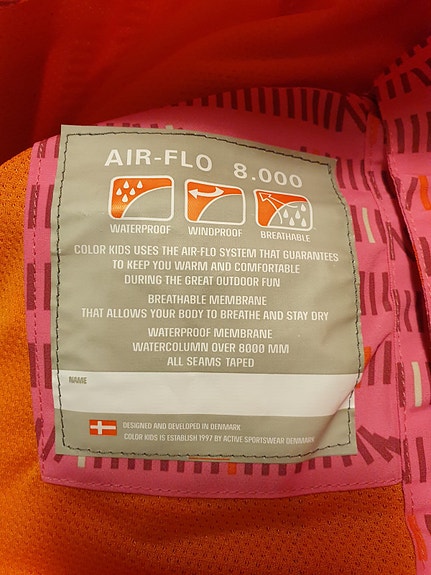 AIR-FLO 8.000
WATERPROOF WINDPROOF BREATHABLE
COLOR KIDS USES THE AIR-FLO SYSTEM THAT GUARANTEES
TO KEEP YOU WARM AND COMFORTABLE
DURING THE GREAT OUTDOOR FUN
BREATHABLE MEMBRANE
THAT ALLOWS YOUR BODY TO BREATHE AND STAY DRY
WATERPROOF MEMBRANE
WATERCOLUMN OVER 8000 MM
ALL SEAMS TAPED
NAME
DESIGNED AND DEVELOPED IN DENMARK
COLOR KIDS IS ESTABLISH 1997 BY ACTIVE SPORTSWEAR DENMARK